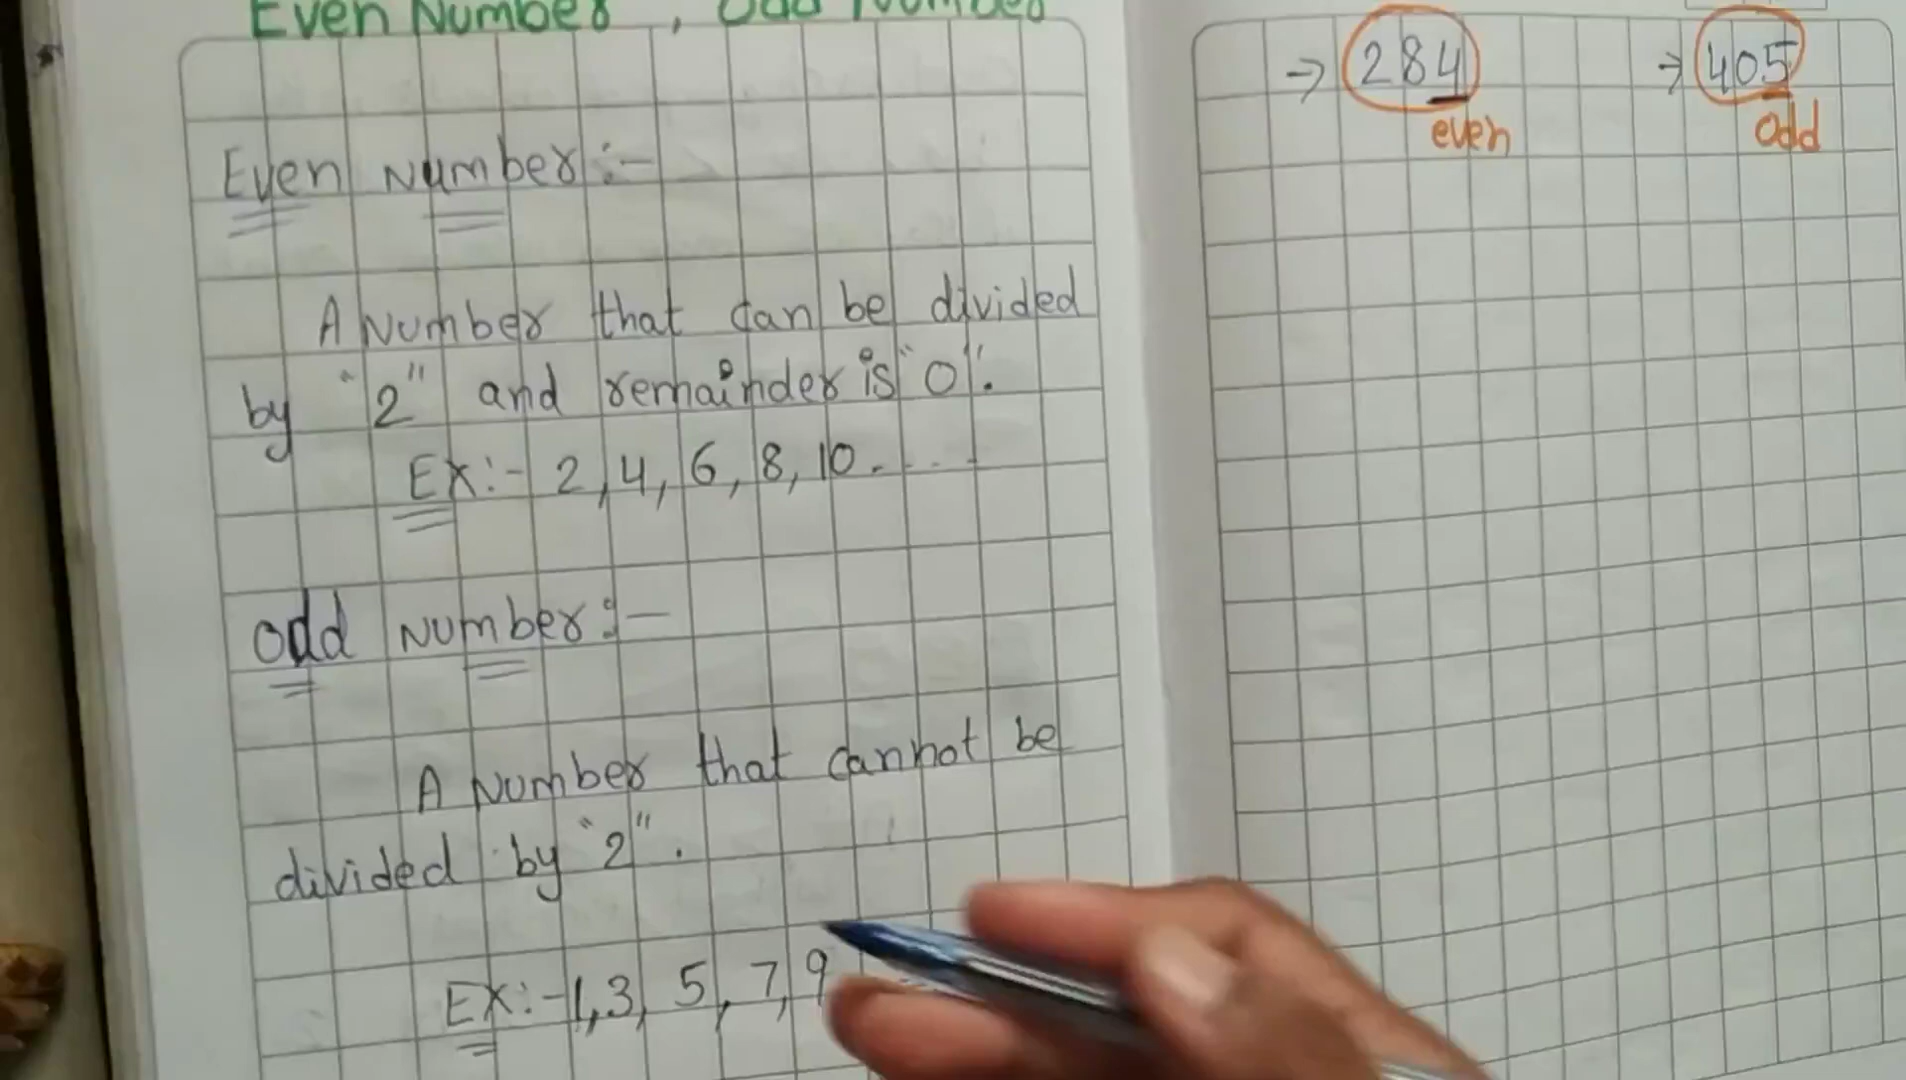 Even Number, Odd Number
Even Number:-
A Number that can be divided
by "2" and remainder is "0".
Ex:- 2, 4, 6, 8, 10. . . .
odd Number:-
A Number that cannot be
divided by "2".
Ex:- 1, 3, 5, 7, 9
→ 284 → 405
even odd